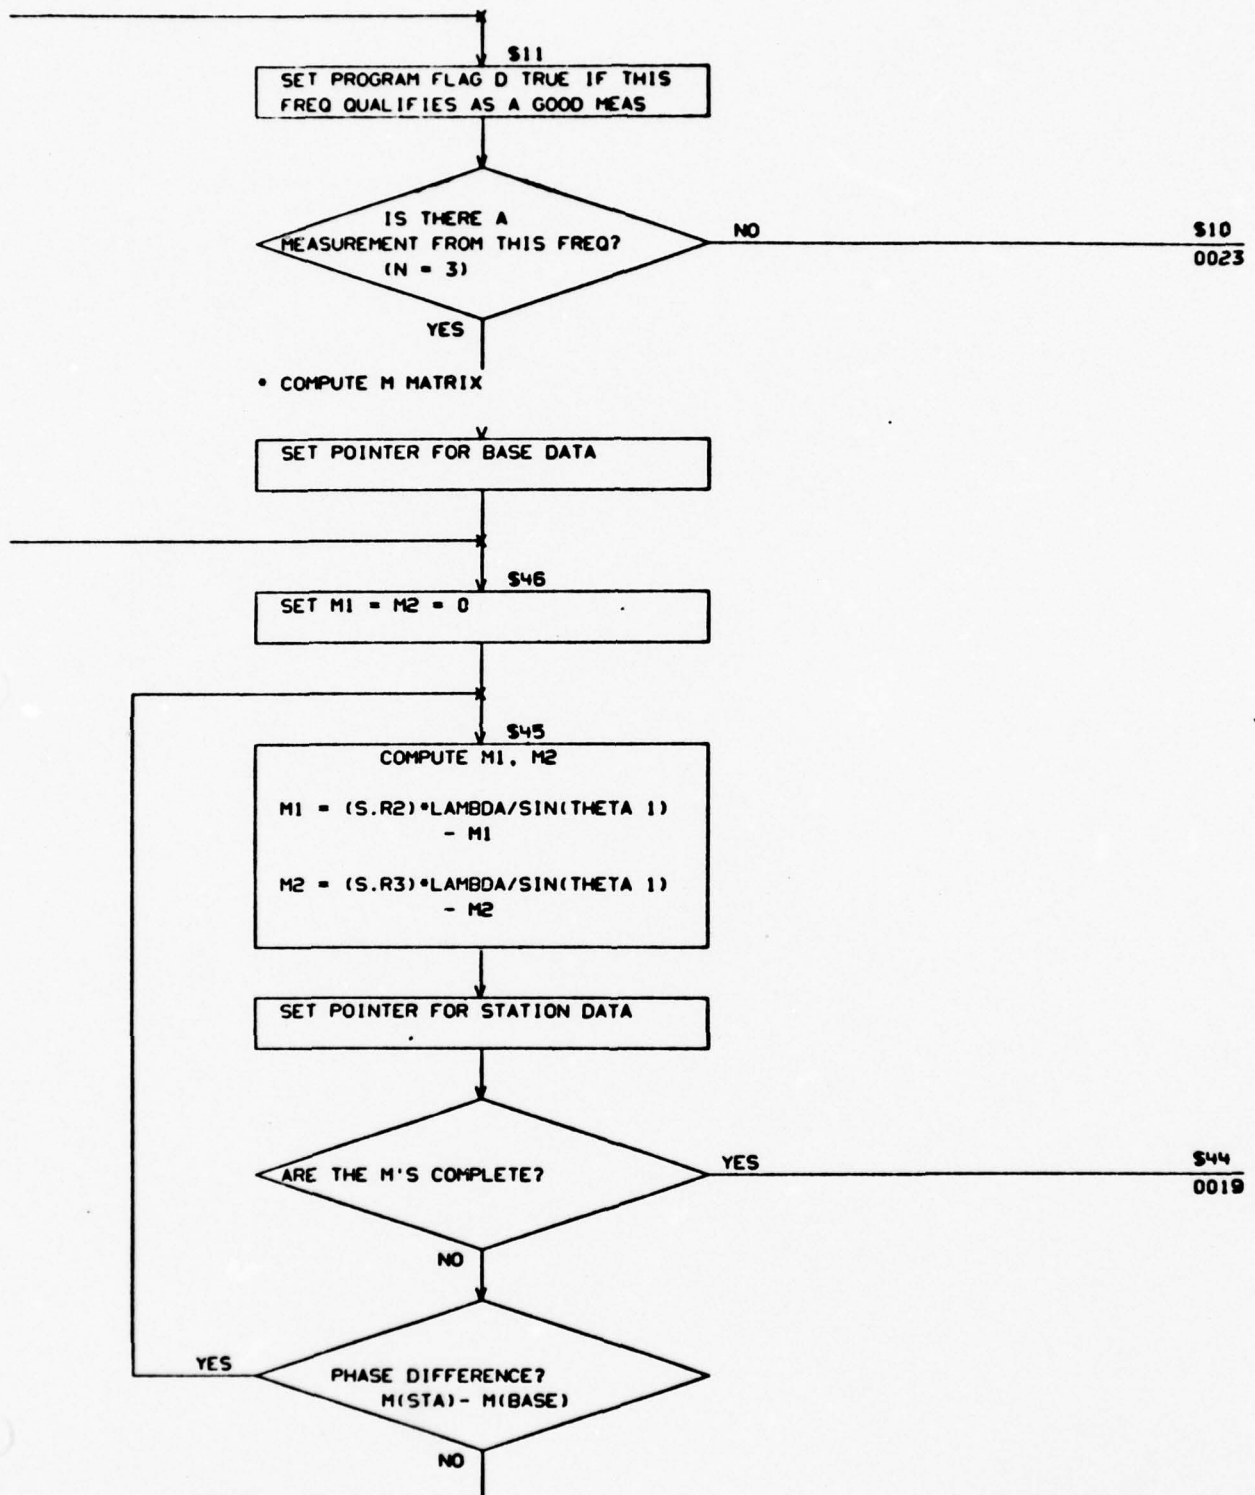 $11
SET PROGRAM FLAG D TRUE IF THIS
FREQ QUALIFIES AS A GOOD MEAS
IS THERE A
MEASUREMENT FROM THIS FREQ?
(N = 3)
NO
$10
0023
YES
* COMPUTE M MATRIX
SET POINTER FOR BASE DATA
$46
SET M1 = M2 = 0
$45
COMPUTE M1, M2
M1 = (S.R2)*LAMBDA/SIN(THETA 1)
- M1
M2 = (S.R3)*LAMBDA/SIN(THETA 1)
- M2
SET POINTER FOR STATION DATA
ARE THE M'S COMPLETE?
YES
$44
0019
NO
YES
PHASE DIFFERENCE?
M(STA)- M(BASE)
NO